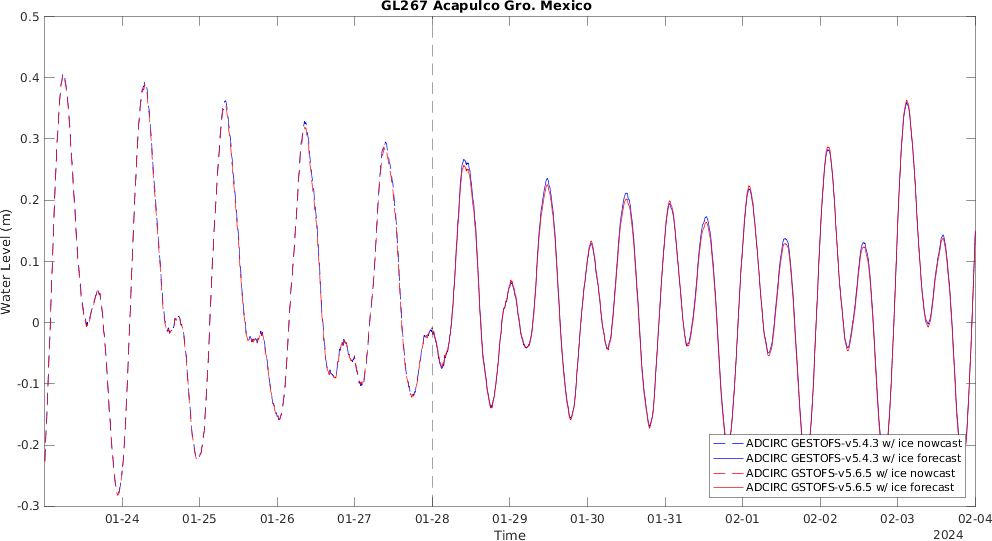 GL267 Acapulco Gro. Mexico
0.5
0.4
0.3
0.2
0.1
0
-0.1
-0.2
-0.3
Water Level (m)
01-24 01-25 01-26 01-27 01-28 01-29 01-30 01-31 02-01 02-02 02-03 02-04
Time
2024
ADCIRC GESTOFS-v5.4.3 w/ ice nowcast
ADCIRC GESTOFS-v5.4.3 w/ ice forecast
ADCIRC GSTOFS-v5.6.5 w/ ice nowcast
ADCIRC GSTOFS-v5.6.5 w/ ice forecast